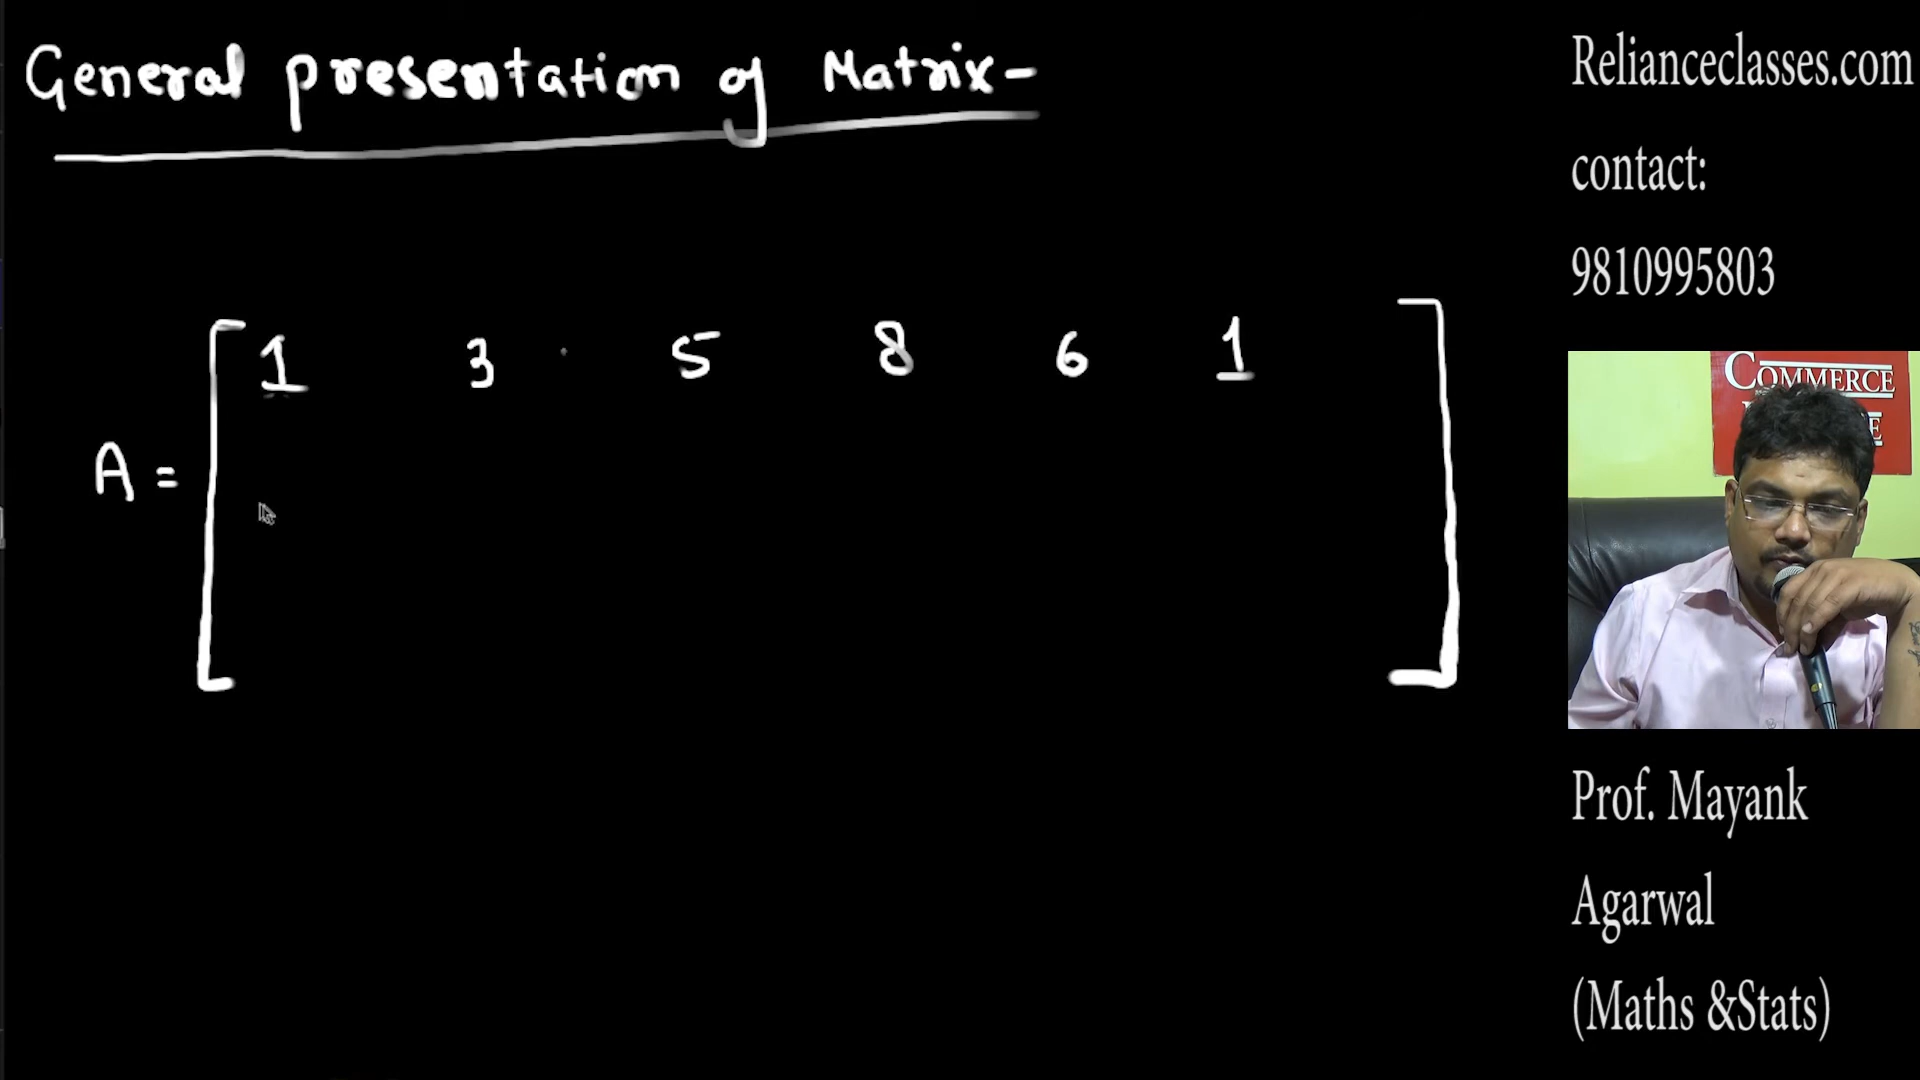 General presentation of Matrix-
A = [ 1 3 5 8 6 1 ]
Relianceclasses.com
contact:
9810995803
COMMERCE
E
Prof. Mayank
Agarwal
(Maths &Stats)